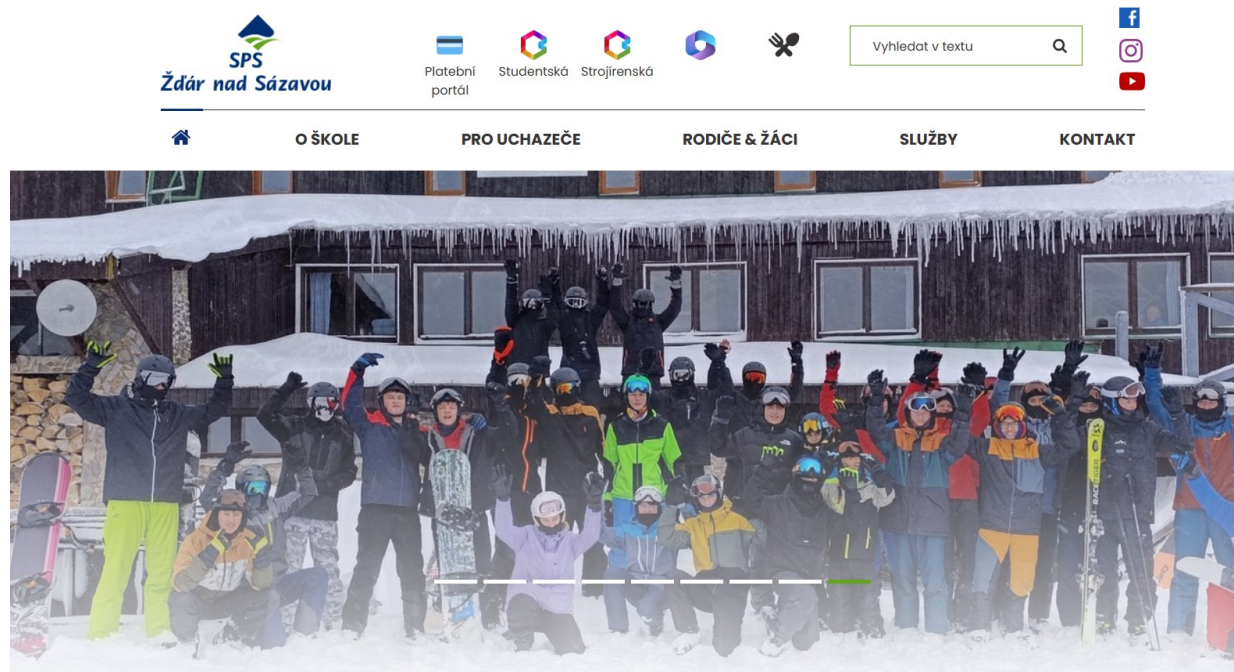 SPS
Žďár nad Sázavou
Platební
portál
Studentská
Strojírenská
Vyhledat v textu
O ŠKOLE
PRO UCHAZEČE
RODIČE & ŽÁCI
SLUŽBY
KONTAKT